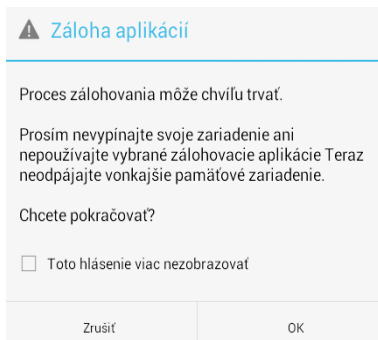 Záloha aplikácií
Proces zálohovania môže chvíľu trvať.
Prosím nevypínajte svoje zariadenie ani
nepoužívajte vybrané zálohovacie aplikácie Teraz
neodpájajte vonkajšie pamäťové zariadenie.
Chcete pokračovať?
Toto hlásenie viac nezobrazovať
Zrušiť
OK